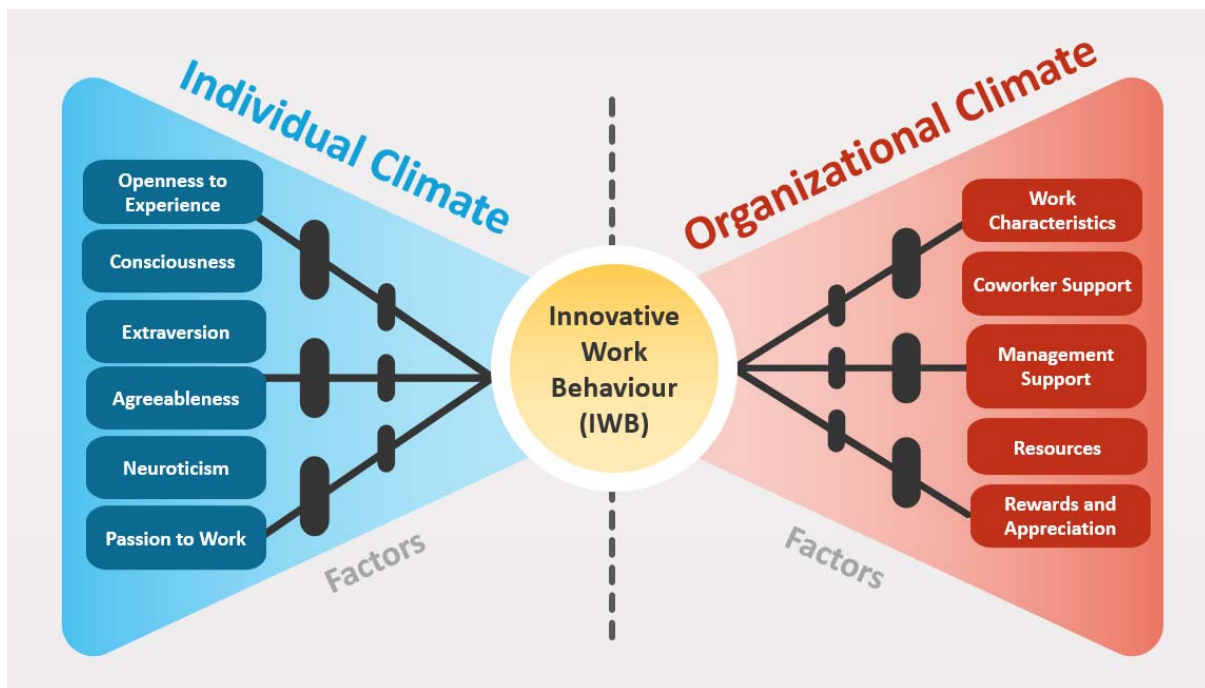 Individual Climate
Openness to
Experience
Consciousness
Extraversion
Agreeableness
Neuroticism
Passion to Work
Factors
Innovative
Work
Behaviour
(IWB)
Organizational Climate
Work
Characteristics
Coworker Support
Management
Support
Resources
Rewards and
Appreciation
Factors